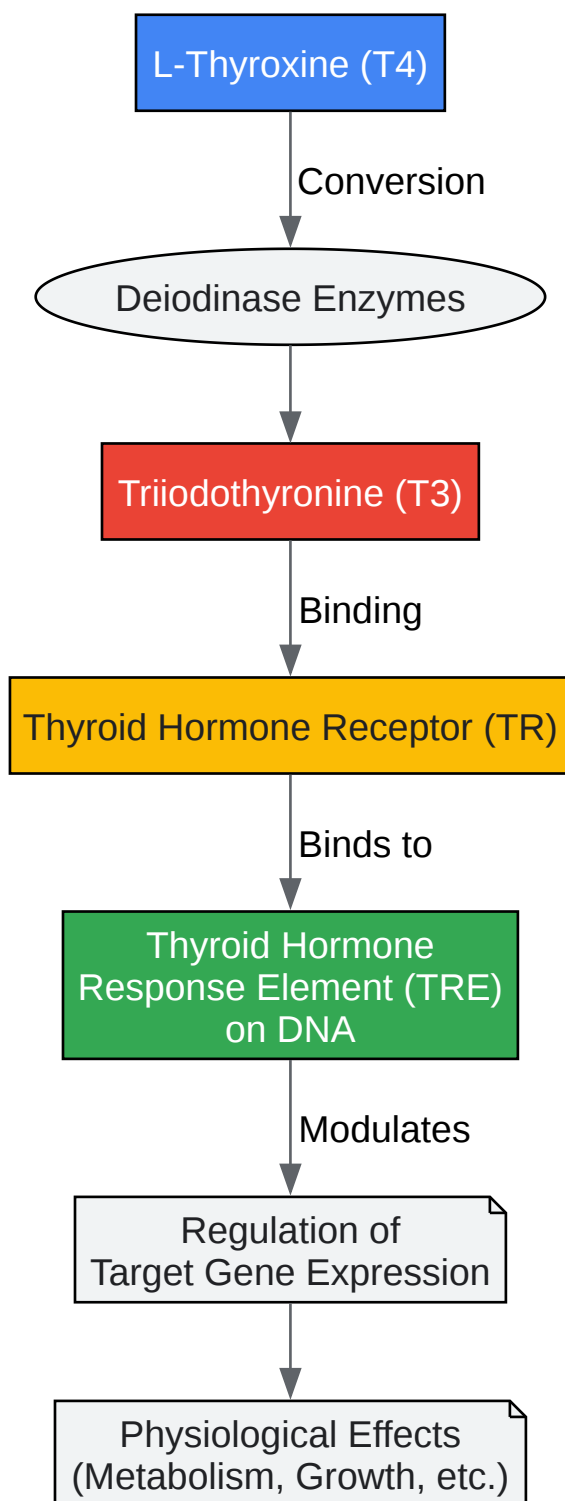 L-Thyroxine (T4)
Conversion
Deiodinase Enzymes
Triiodothyronine (T3)
Binding
Thyroid Hormone Receptor (TR)
Binds to
Thyroid Hormone
Response Element (TRE)
on DNA
Modulates
Regulation of
Target Gene Expression
Physiological Effects
(Metabolism, Growth, etc.)